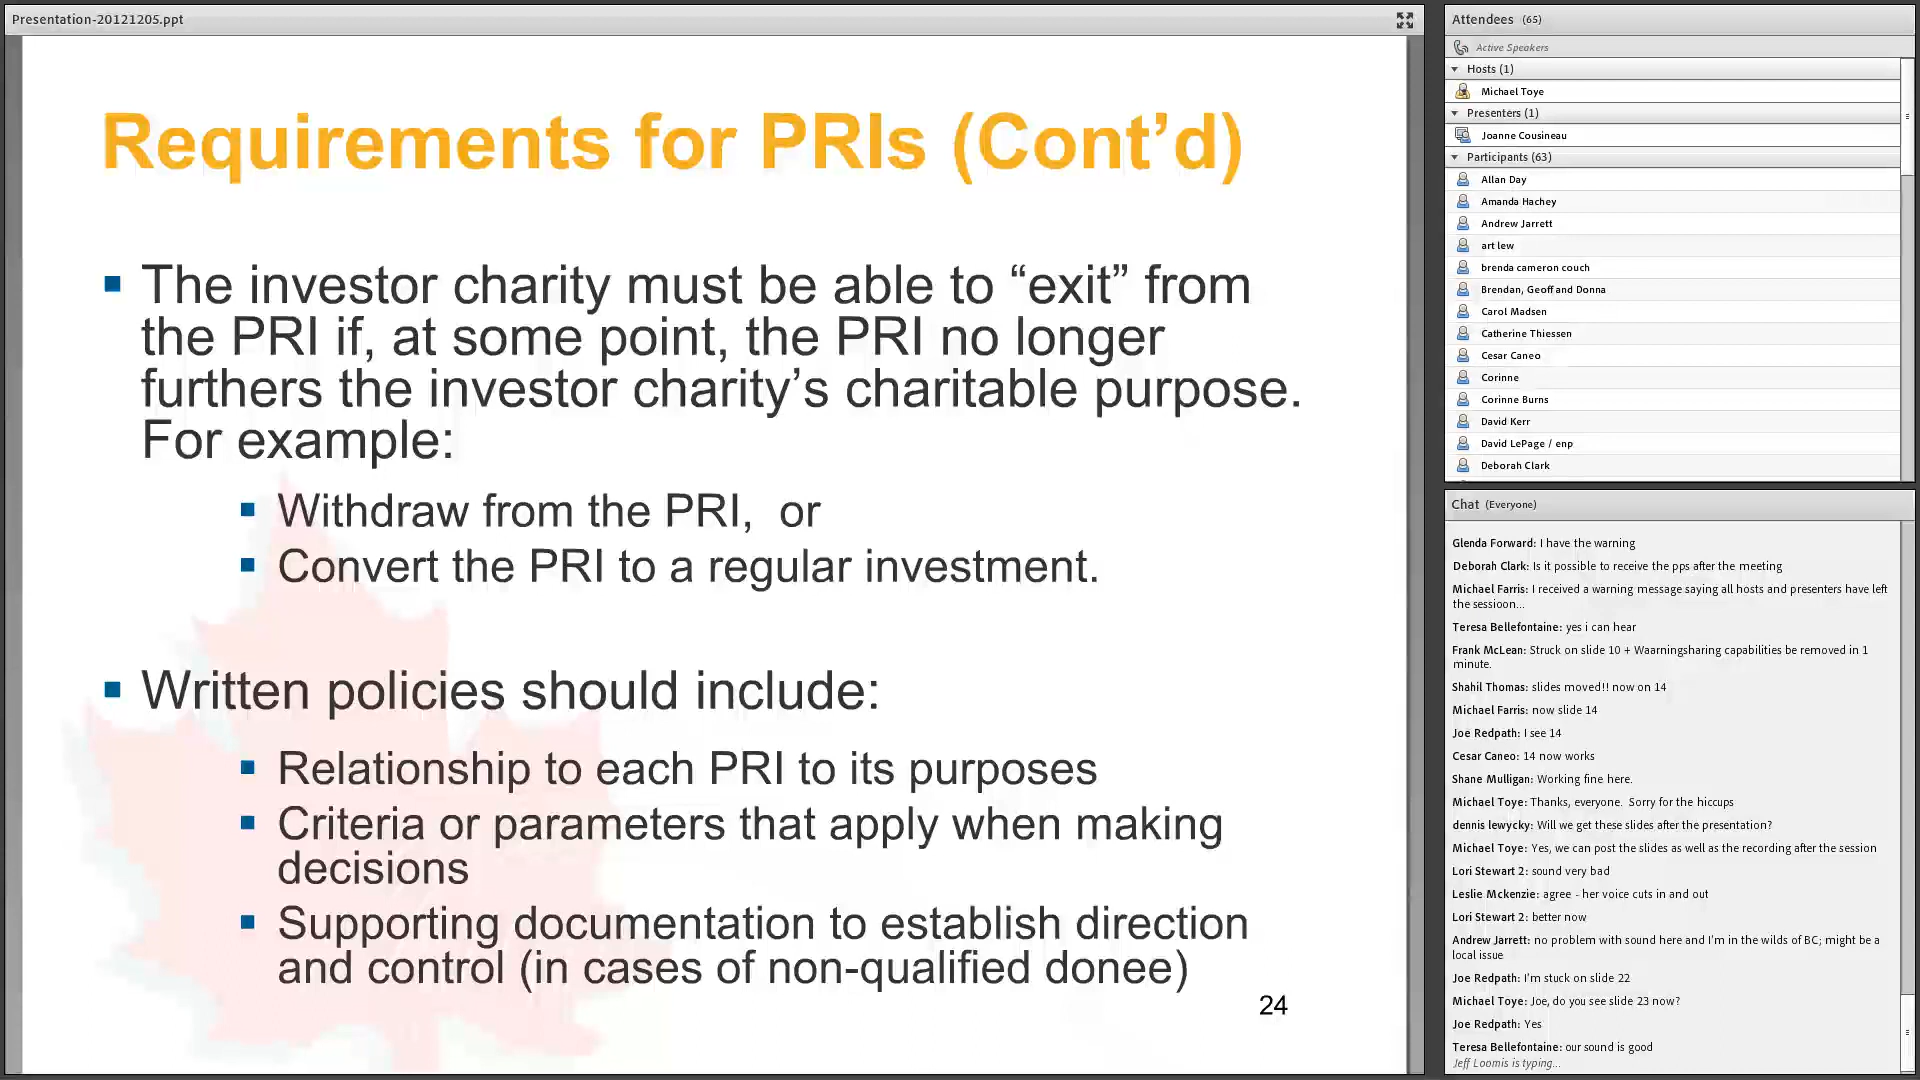 Presentation-20121205.ppt
Requirements for PRIs (Cont’d)
The investor charity must be able to “exit” from
the PRI if, at some point, the PRI no longer
furthers the investor charity’s charitable purpose.
For example:
Withdraw from the PRI,  or
Convert the PRI to a regular investment.
Written policies should include:
Relationship to each PRI to its purposes
Criteria or parameters that apply when making
decisions
Supporting documentation to establish direction
and control (in cases of non-qualified donee)
24
Attendees (65)
Active Speakers
Hosts (1)
Michael Toye
Presenters (1)
Joanne Cousineau
Participants (63)
Allan Day
Amanda Hachey
Andrew Jarrett
art lew
brenda cameron couch
Brendan, Geoff and Donna
Carol Madsen
Catherine Thiessen
Cesar Caneo
Corinne
Corinne Burns
David Kerr
David LePage / enp
Deborah Clark
Chat (Everyone)
Glenda Forward: I have the warning
Deborah Clark: Is it possible to receive the pps after the meeting
Michael Farris: I received a warning message saying all hosts and presenters have left
the sessioon...
Teresa Bellefontaine: yes i can hear
Frank McLean: Struck on slide 10 + Waarningsharing capabilities be removed in 1
minute.
Shahil Thomas: slides moved!! now on 14
Michael Farris: now slide 14
Joe Redpath: I see 14
Cesar Caneo: 14 now works
Shane Mulligan: Working fine here.
Michael Toye: Thanks, everyone.  Sorry for the hiccups
dennis lewycky: Will we get these slides after the presentation?
Michael Toye: Yes, we can post the slides as well as the recording after the session
Lori Stewart 2: sound very bad
Leslie Mckenzie: agree - her voice cuts in and out
Lori Stewart 2: better now
Andrew Jarrett: no problem with sound here and I'm in the wilds of BC; might be a
local issue
Joe Redpath: I'm stuck on slide 22
Michael Toye: Joe, do you see slide 23 now?
Joe Redpath: Yes
Teresa Bellefontaine: our sound is good
Jeff Loomis is typing...